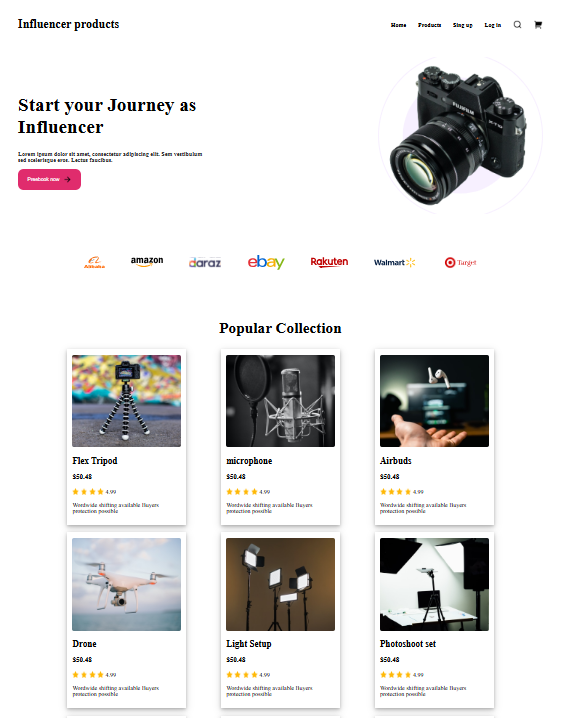 Influencer products
Home Products Sing up Log in
Start your Journey as
Influencer
Lorem ipsum dolor sit amet, consectetur adipiscing elit. Sem vestibulum
sed scelerisque eros. Lectus faucibus.
Preebook now
FUJIFILM
X-T10
Alibaba
amazon
daraz
ebay
Rakuten
Walmart
Target
Popular Collection
Flex Tripod
$50.48
4.99
Wordwide shifting available Buyers
protection possible
microphone
$50.48
4.99
Wordwide shifting available Buyers
protection possible
Airbuds
$50.48
4.99
Wordwide shifting available Buyers
protection possible
Drone
$50.48
4.99
Wordwide shifting available Buyers
protection possible
Light Setup
$50.48
4.99
Wordwide shifting available Buyers
protection possible
Photoshoot set
$50.48
4.99
Wordwide shifting available Buyers
protection possible